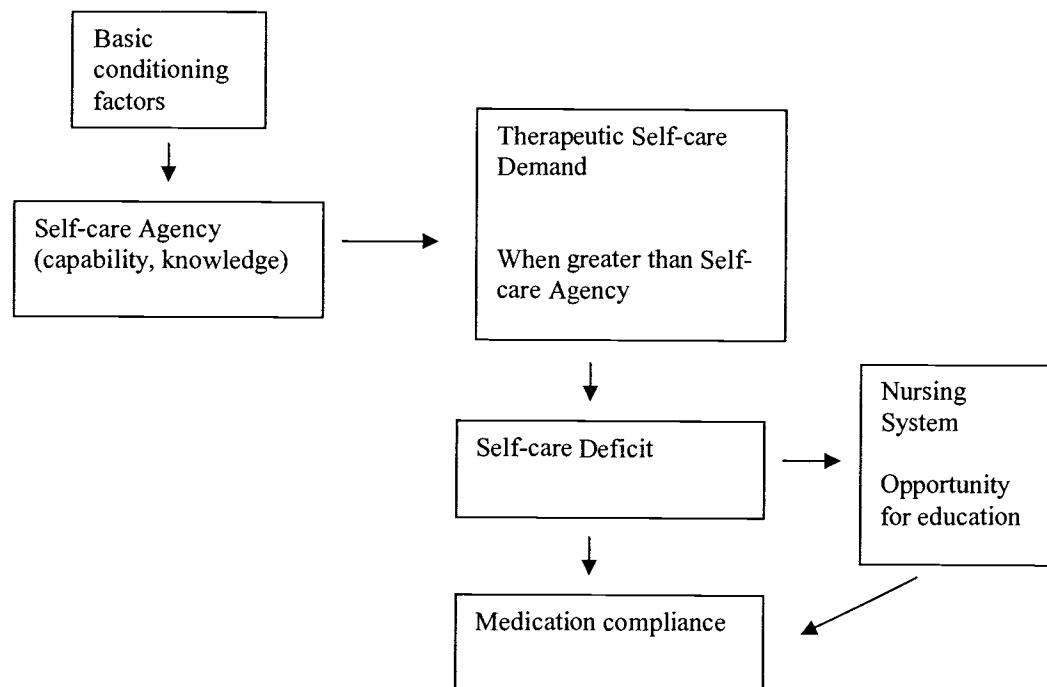 Basic
conditioning
factors
Self-care Agency
(capability, knowledge)
Therapeutic Self-care
Demand
When greater than Self-
care Agency
Self-care Deficit
Nursing
System
Opportunity
for education
Medication compliance